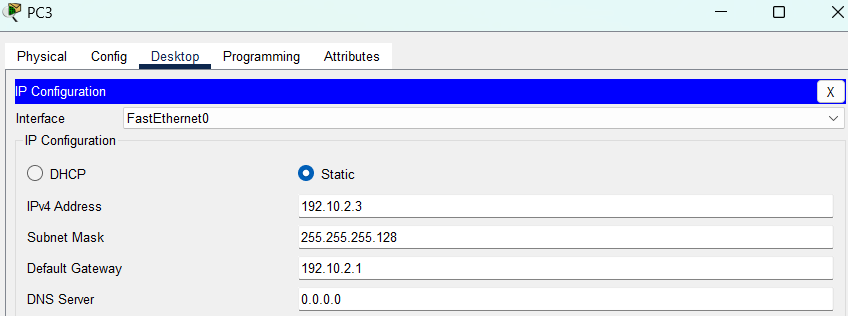 PC3
Physical Config Desktop Programming Attributes
IP Configuration X
Interface FastEthernet0
IP Configuration
DHCP Static
IPv4 Address 192.10.2.3
Subnet Mask 255.255.255.128
Default Gateway 192.10.2.1
DNS Server 0.0.0.0